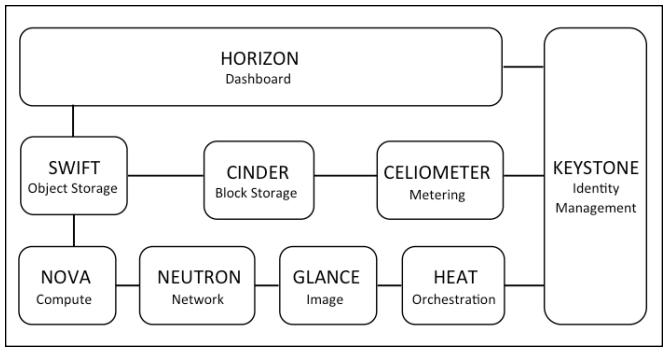 HORIZON
Dashboard
SWIFT
Object Storage
CINDER
Block Storage
CELIOMETER
Metering
KEYSTONE
Identity
Management
NOVA
Compute
NEUTRON
Network
GLANCE
Image
HEAT
Orchestration